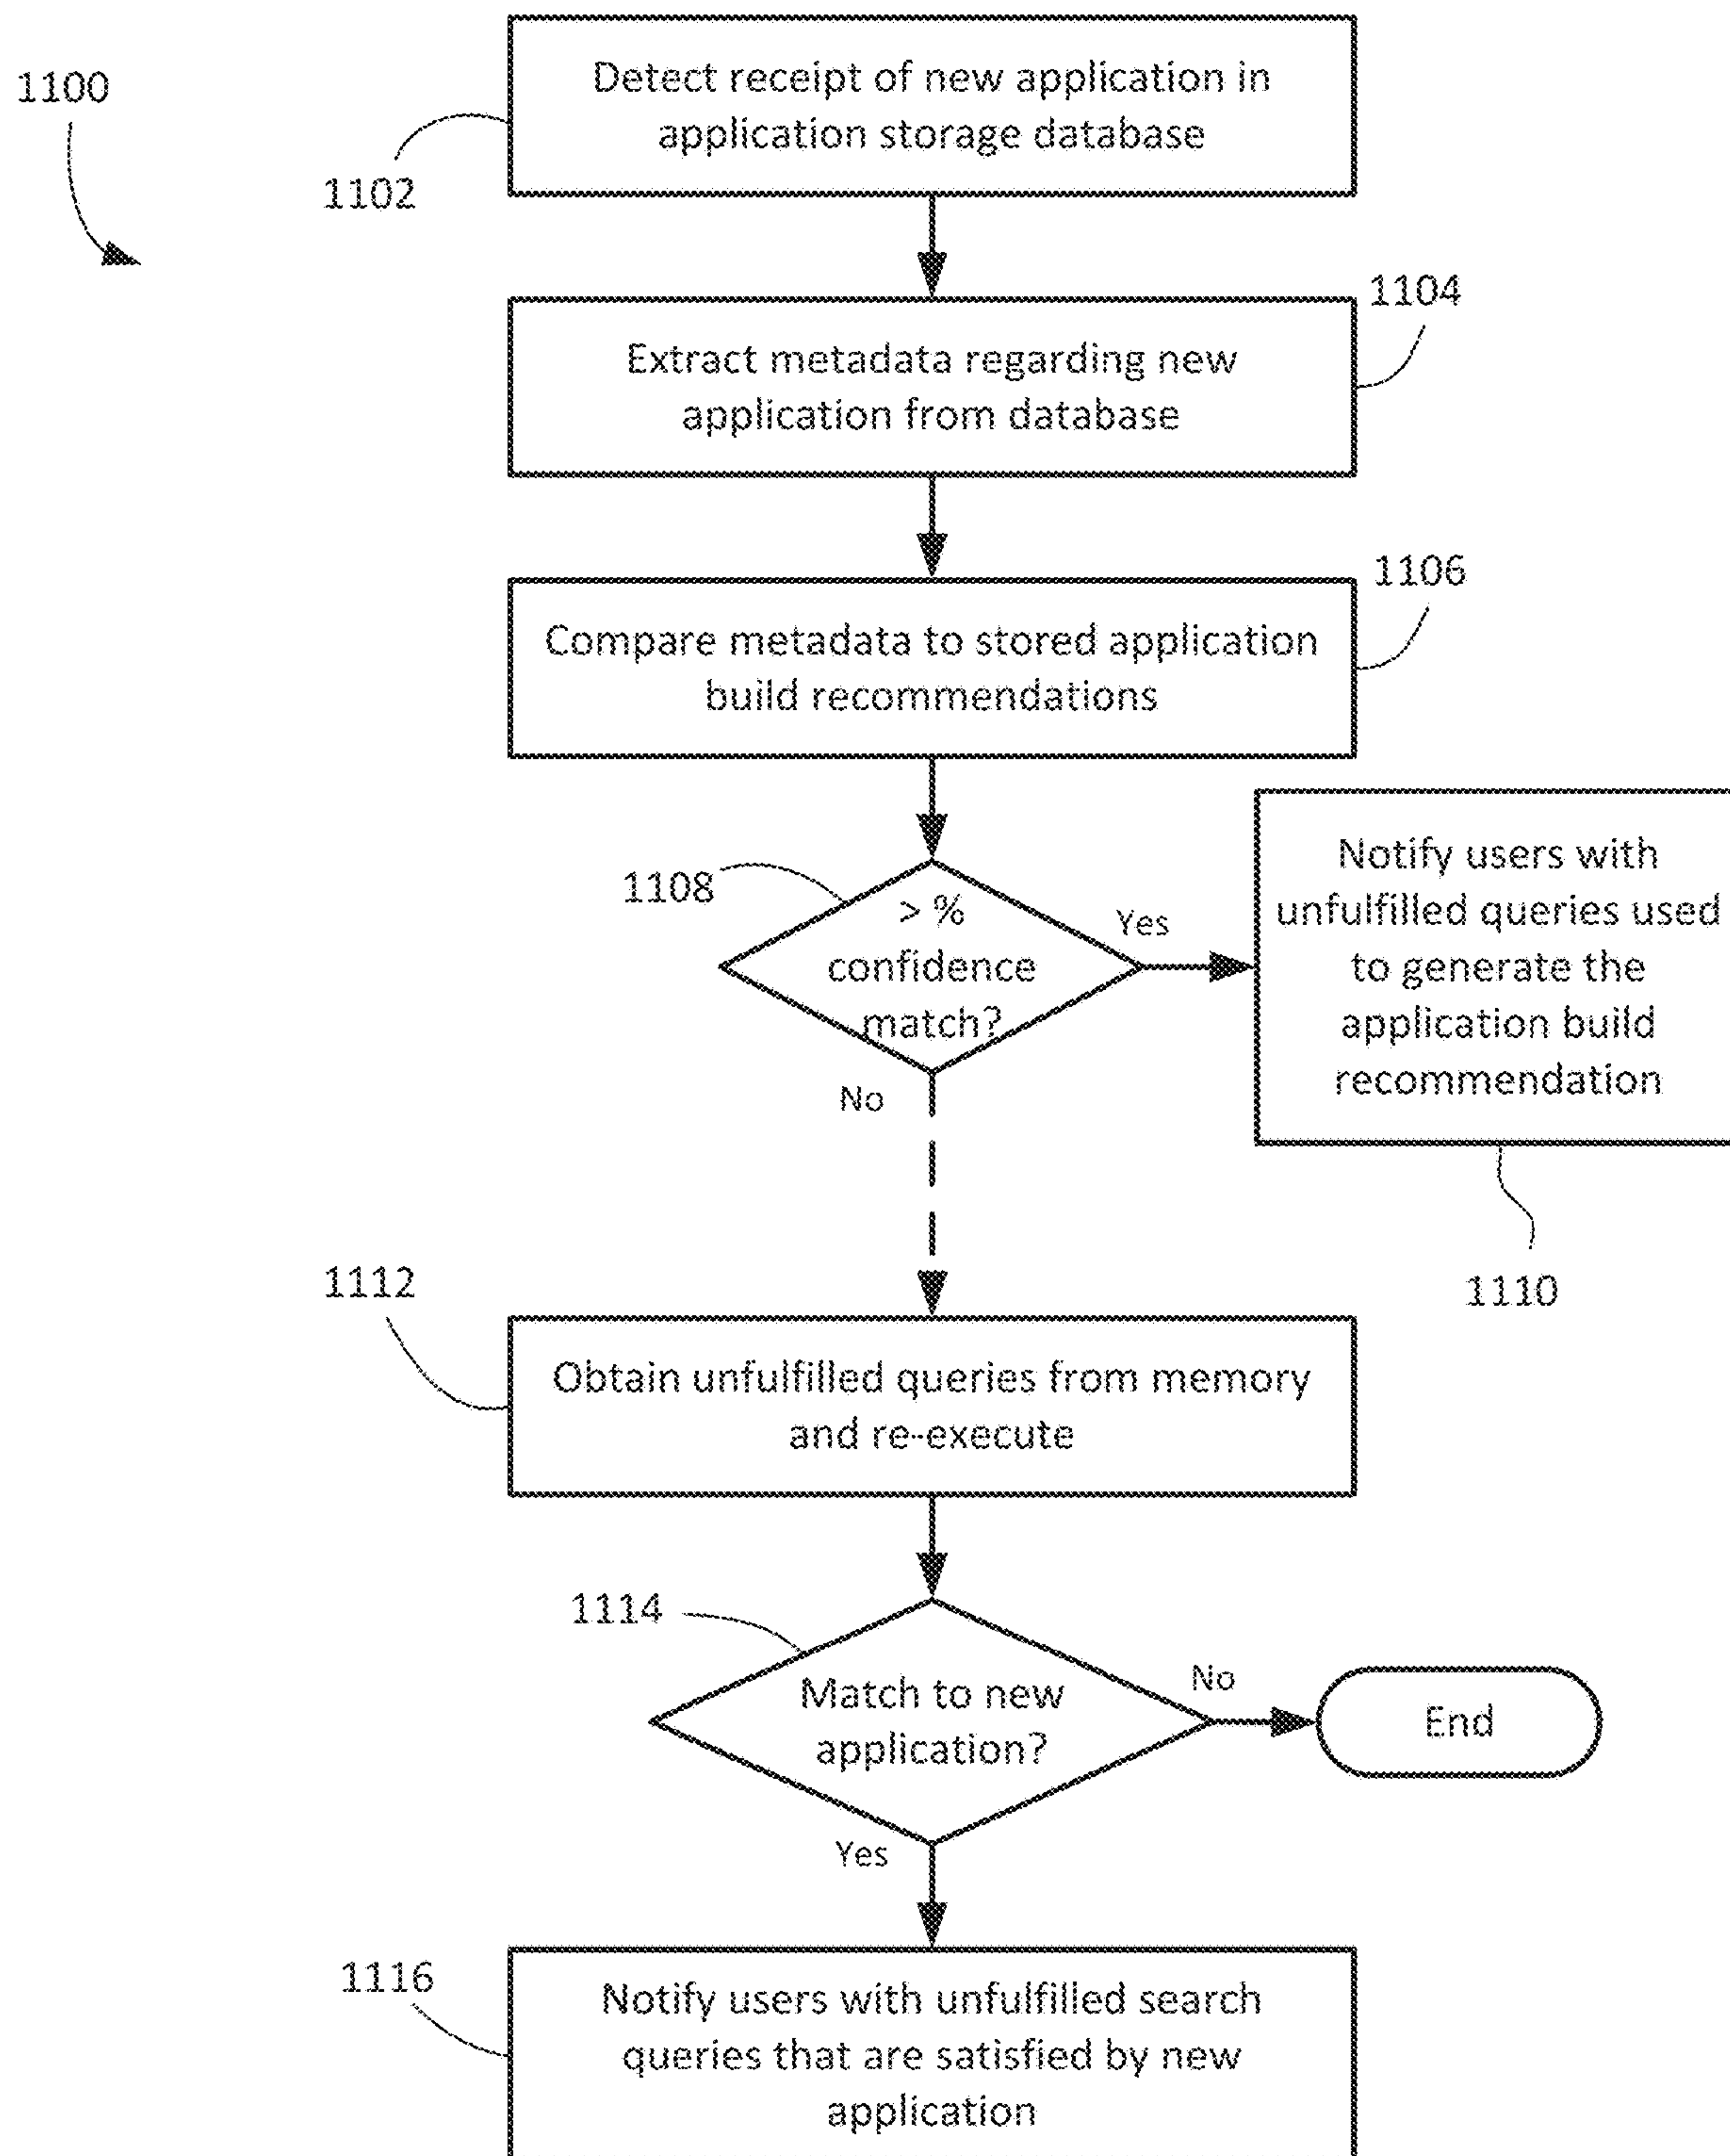 1100
Detect receipt of new application in
application storage database
1102
1104
Extract metadata regarding new
application from database
1106
Compare metadata to stored application
build recommendations
1108
> %
confidence
match?
Yes
No
Notify users with
unfulfilled queries used
to generate the
application build
recommendation
1110
1112
Obtain unfulfilled queries from memory
and re-execute
1114
Match to new
application?
No
End
Yes
1116
Notify users with unfulfilled search
queries that are satisfied by new
application